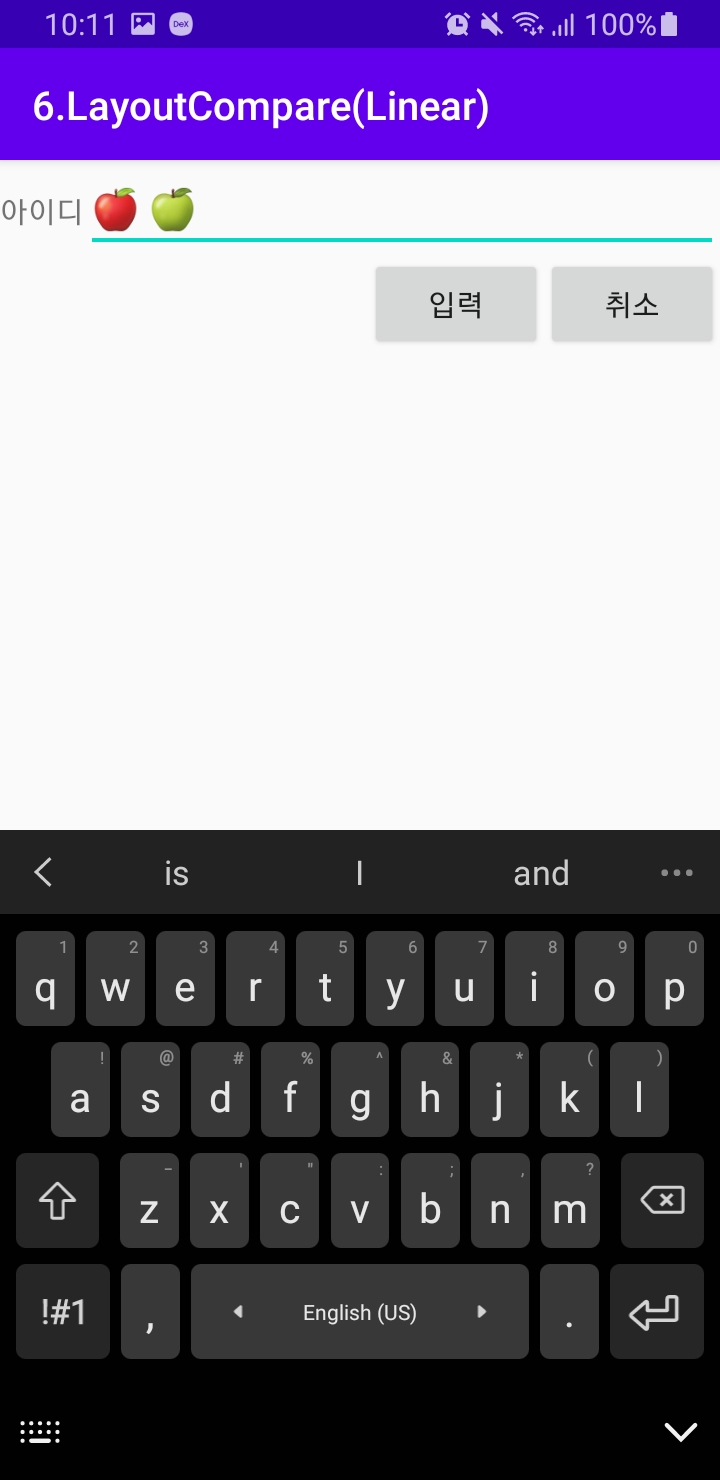 10:11 DeX 100%
6.LayoutCompare(Linear)
아이디 🍎 🍏
입력 취소
is I and
1 2 3 4 5 6 7 8 9 0
q w e r t y u i o p
! @ # % ^ & * ( )
a s d f g h j k l
- ' " : ; , ?
z x c v b n m
!#1 , English (US) .